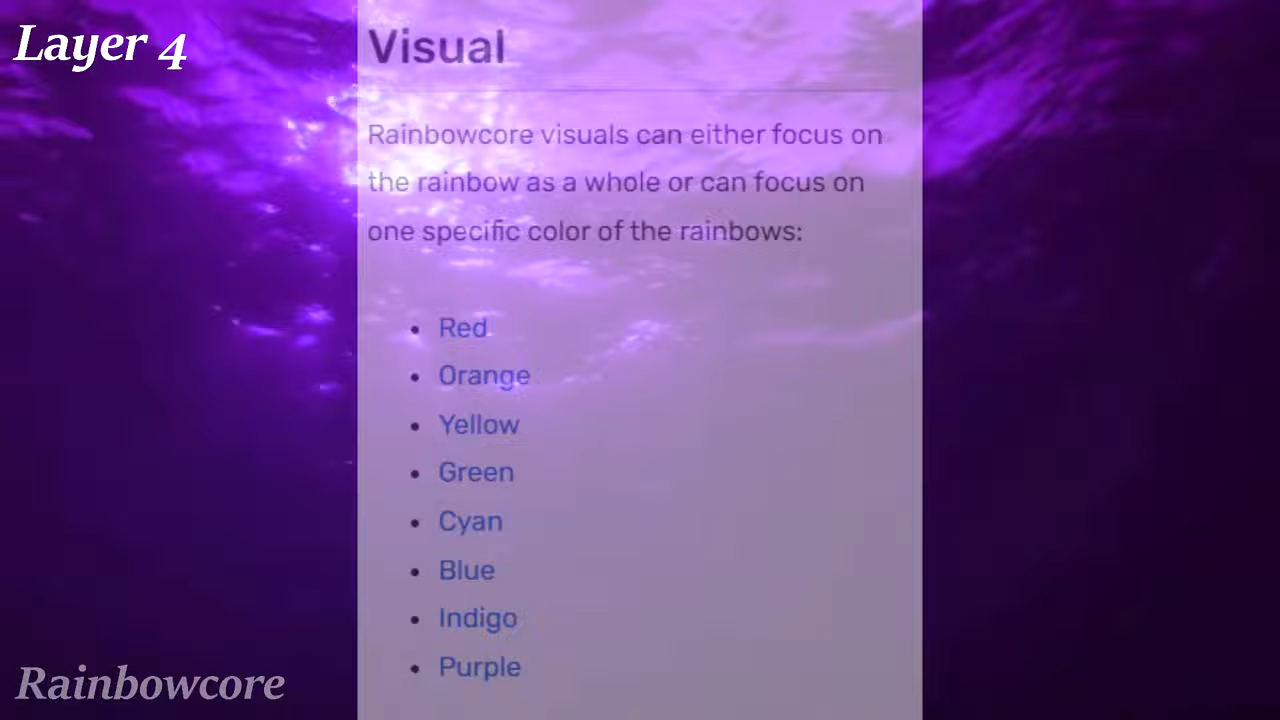 Layer 4
Visual
Rainbowcore visuals can either focus on
the rainbow as a whole or can focus on
one specific color of the rainbows:
• Red
• Orange
• Yellow
• Green
• Cyan
• Blue
• Indigo
• Purple
Rainbowcore